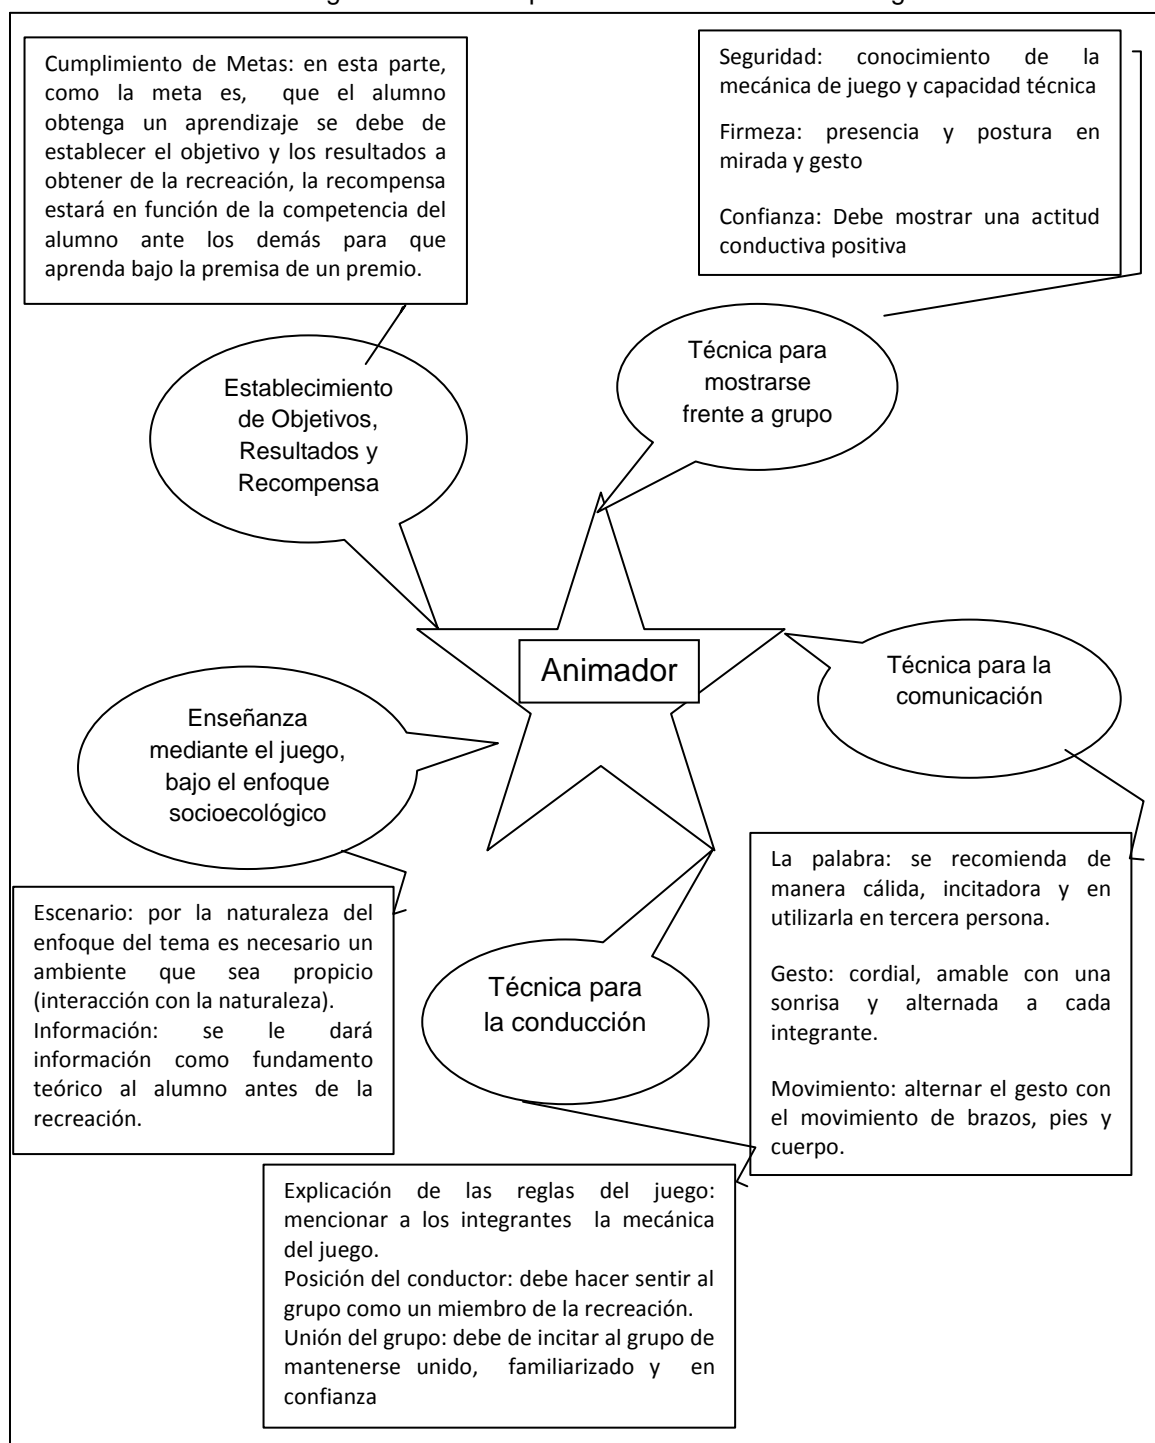 Cumplimiento de Metas: en esta parte,
como la meta es, que el alumno
obtenga un aprendizaje se debe de
establecer el objetivo y los resultados a
obtener de la recreación, la recompensa
estará en función de la competencia del
alumno ante los demás para que
aprenda bajo la premisa de un premio.
Seguridad: conocimiento de la
mecánica de juego y capacidad técnica
Firmeza: presencia y postura en
mirada y gesto
Confianza: Debe mostrar una actitud
conductiva positiva
Establecimiento
de Objetivos,
Resultados y
Recompensa
Técnica para
mostrarse
frente a grupo
Animador
Técnica para la
comunicación
Enseñanza
mediante el juego,
bajo el enfoque
socioecológico
La palabra: se recomienda de
manera cálida, incitadora y en
utilizarla en tercera persona.
Gesto: cordial, amable con una
sonrisa y alternada a cada
integrante.
Movimiento: alternar el gesto con
el movimiento de brazos, pies y
cuerpo.
Escenario: por la naturaleza del
enfoque del tema es necesario un
ambiente que sea propicio
(interacción con la naturaleza).
Información: se le dará
información como fundamento
teórico al alumno antes de la
recreación.
Técnica para
la conducción
Explicación de las reglas del juego:
mencionar a los integrantes la mecánica
del juego.
Posición del conductor: debe hacer sentir al
grupo como un miembro de la recreación.
Unión del grupo: debe de incitar al grupo de
mantenerse unido, familiarizado y en
confianza